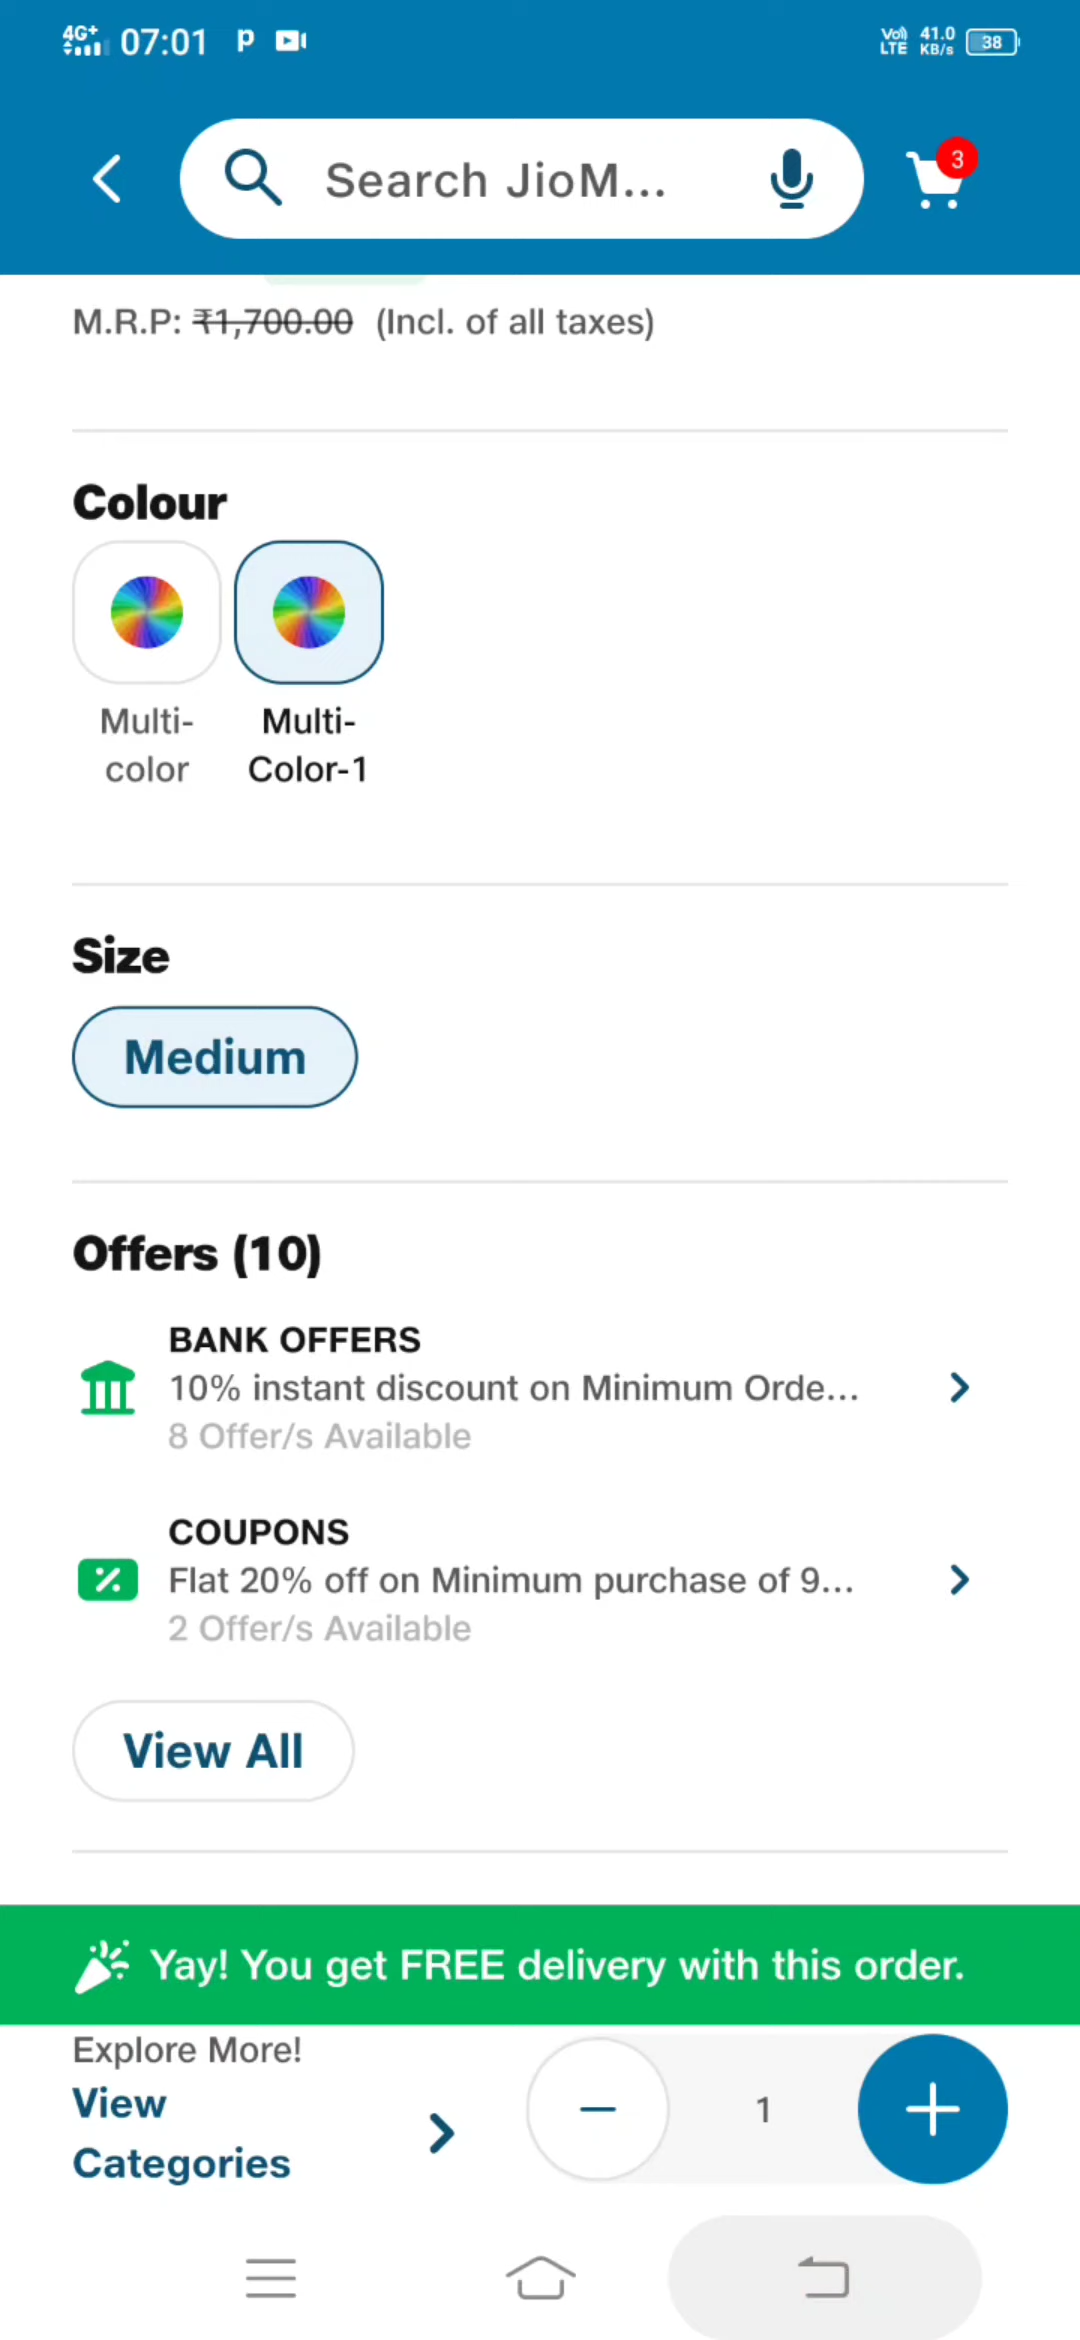 4G+ 07:01 P Vo) LTE 41.0 KB/s 38
Search JioM...
3
M.R.P: ₹1,700.00 (Incl. of all taxes)
Colour
Multi-
color
Multi-
Color-1
Size
Medium
Offers (10)
BANK OFFERS
10% instant discount on Minimum Orde...
8 Offer/s Available
COUPONS
Flat 20% off on Minimum purchase of 9...
2 Offer/s Available
View All
Yay! You get FREE delivery with this order.
Explore More!
View
Categories
1